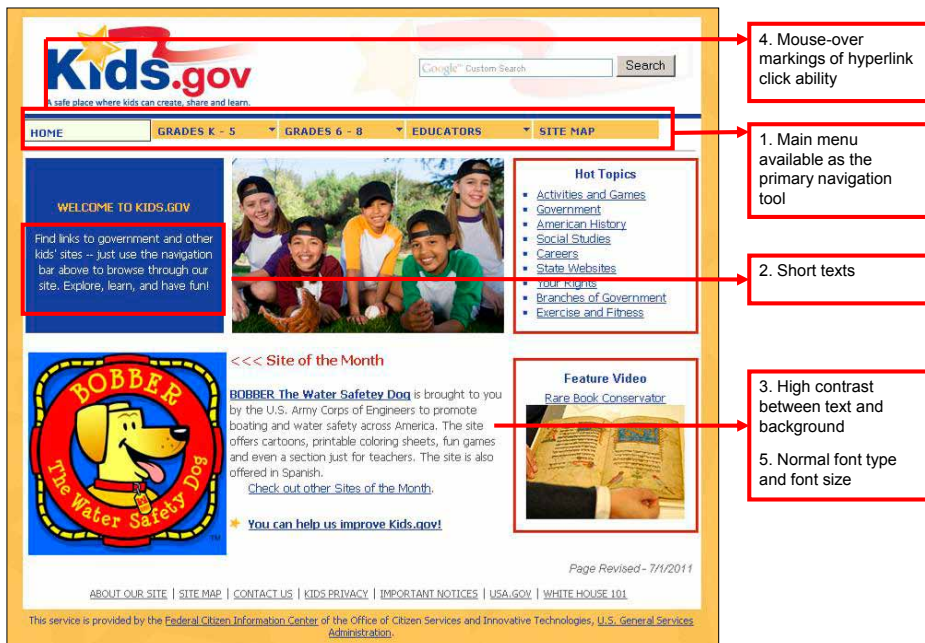 Kids.gov
A safe place where kids can create, share and learn.
Google™ Custom Search
Search
HOME
GRADES K - 5
GRADES 6 - 8
EDUCATORS
SITE MAP
WELCOME TO KIDS.GOV
Find links to government and other
kids' sites -- just use the navigation
bar above to browse through our
site. Explore, learn, and have fun!
Hot Topics
Activities and Games
Government
American History
Social Studies
Careers
State Websites
Your Rights
Branches of Government
Exercise and Fitness
BOBBER
The Water Safety Dog
TM
<<< Site of the Month
BOBBER The Water Safetey Dog is brought to you
by the U.S. Army Corps of Engineers to promote
boating and water safety across America. The site
offers cartoons, printable coloring sheets, fun games
and even a section just for teachers. The site is also
offered in Spanish.
Check out other Sites of the Month.
You can help us improve Kids.gov!
Feature Video
Rare Book Conservator
Page Revised - 7/1/2011
ABOUT OUR SITE | SITE MAP | CONTACT US | KIDS PRIVACY | IMPORTANT NOTICES | USA.GOV | WHITE HOUSE 101
This service is provided by the Federal Citizen Information Center of the Office of Citizen Services and Innovative Technologies, U.S. General Services
Administration.
4. Mouse-over
markings of hyperlink
click ability
1. Main menu
available as the
primary navigation
tool
2. Short texts
3. High contrast
between text and
background
5. Normal font type
and font size